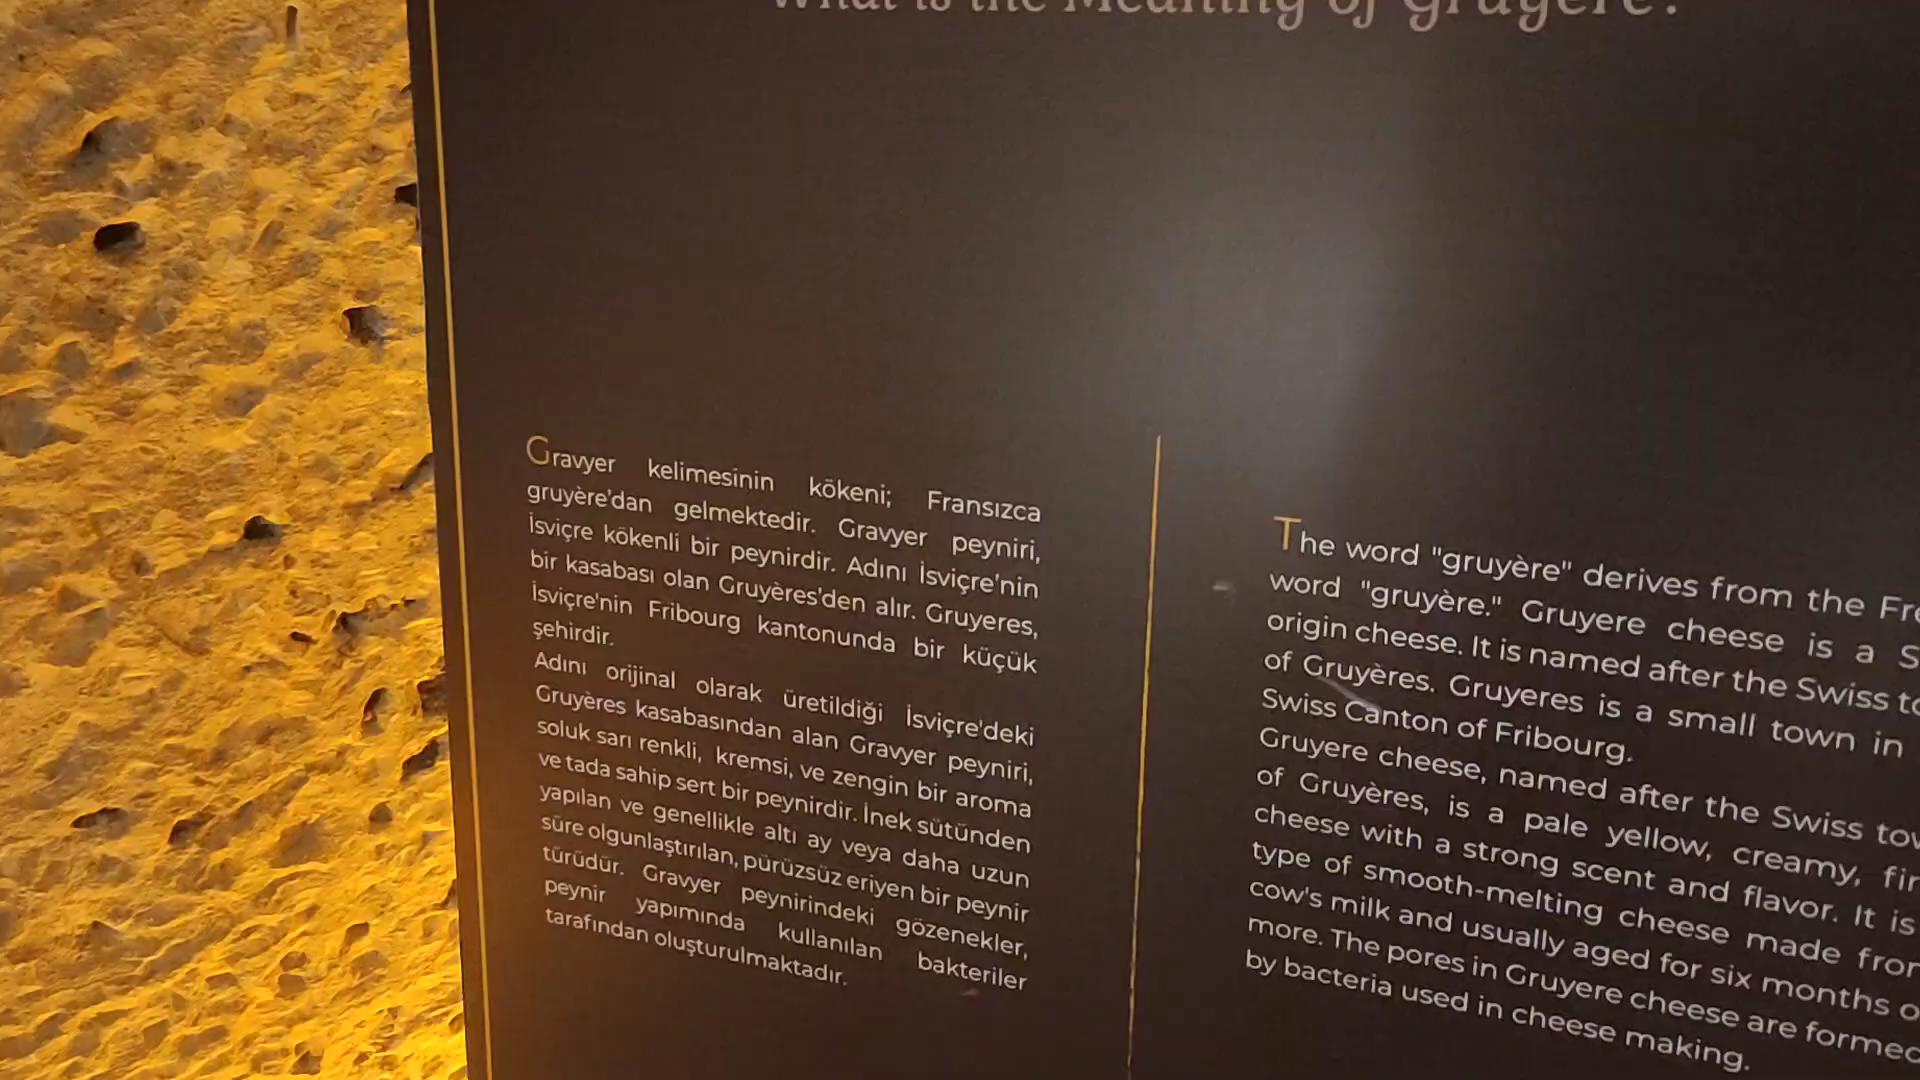 What is the Meaning of Gruyère?
Gravyer kelimesinin kökeni; Fransızca
gruyère'dan gelmektedir. Gravyer peyniri,
İsviçre kökenli bir peynirdir. Adını İsviçre'nin
bir kasabası olan Gruyères'den alır. Gruyeres,
İsviçre'nin Fribourg kantonunda bir küçük
şehirdir.
Adını orijinal olarak üretildiği İsviçre'deki
Gruyères kasabasından alan Gravyer peyniri,
soluk sarı renkli, kremsi, ve zengin bir aroma
ve tada sahip sert bir peynirdir. İnek sütünden
yapılan ve genellikle altı ay veya daha uzun
süre olgunlaştırılan, pürüzsüz eriyen bir peynir
türüdür. Gravyer peynirindeki gözenekler,
peynir yapımında kullanılan bakteriler
tarafından oluşturulmaktadır.
The word "gruyère" derives from the
word "gruyère." Gruyere cheese is a
origin cheese. It is named after the Swiss
of Gruyères. Gruyeres is a small town in
Swiss Canton of Fribourg.
Gruyere cheese, named after the Swiss
of Gruyères, is a pale yellow, creamy,
cheese with a strong scent and flavor. It is
type of smooth-melting cheese made
cow's milk and usually aged for six months
more. The pores in Gruyere cheese are formed
by bacteria used in cheese making.